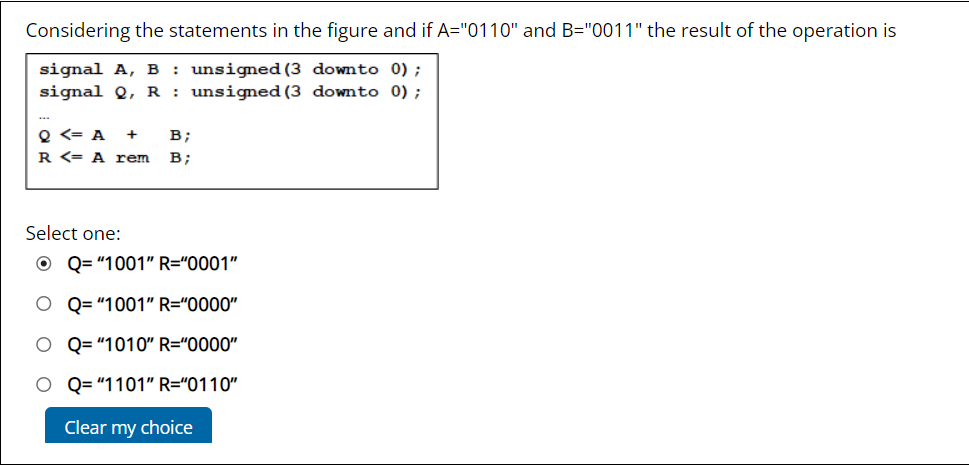 Considering the statements in the figure and if A="0110" and B="0011" the result of the operation is
signal A, B : unsigned(3 downto 0);
signal Q, R : unsigned(3 downto 0);
...
Q <= A + B;
R <= A rem B;
Select one:
Q= “1001” R=“0001”
Q= “1001” R=“0000”
Q= “1010” R=“0000”
Q= “1101” R=“0110”
Clear my choice